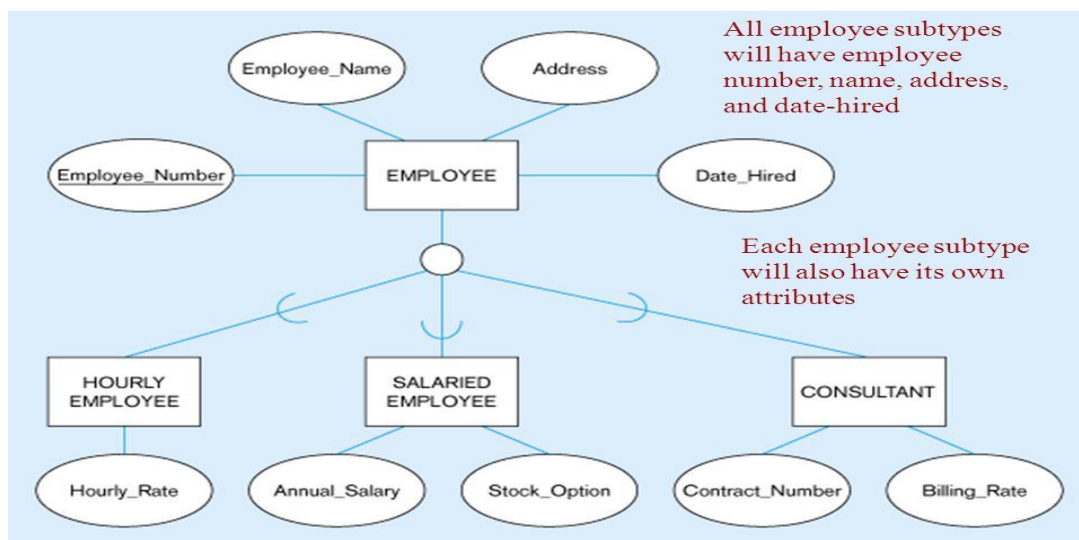 All employee subtypes
will have employee
number, name, address,
and date-hired
Employee_Name
Address
Employee_Number
EMPLOYEE
Date_Hired
Each employee subtype
will also have its own
attributes
HOURLY
EMPLOYEE
SALARIED
EMPLOYEE
CONSULTANT
Hourly_Rate
Annual_Salary
Stock_Option
Contract_Number
Billing_Rate